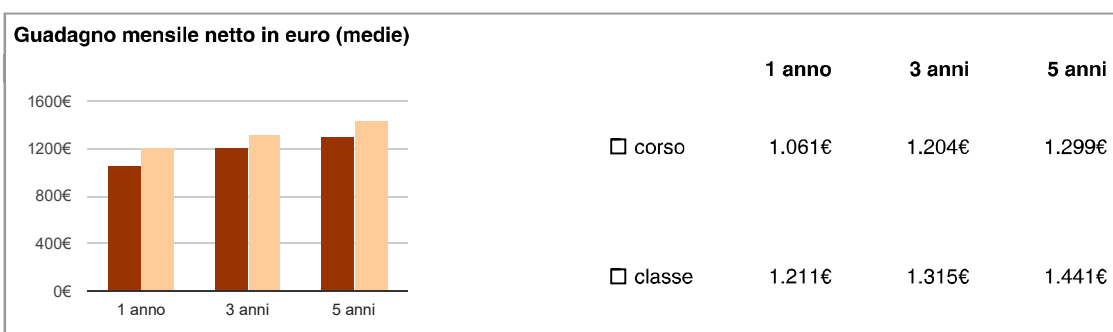 Guadagno mensile netto in euro (medie)
1 anno 3 anni 5 anni
1600€
1200€
800€
400€
0€
1 anno 3 anni 5 anni
corso 1.061€ 1.204€ 1.299€
classe 1.211€ 1.315€ 1.441€